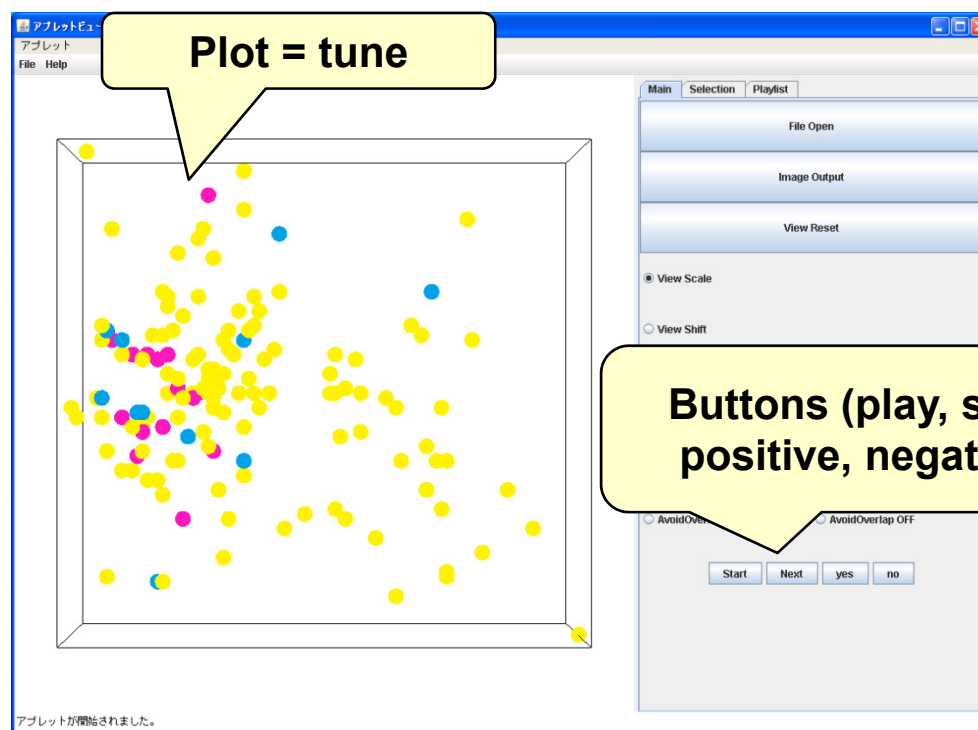 アプレットビュー
アプレット
File Help
Plot = tune
Main Selection Playlist
File Open
Image Output
View Reset
View Scale
View Shift
Buttons (play, s
positive, negat
AvoidOverlap OFF
Start Next yes no
アプレットが開始されました。